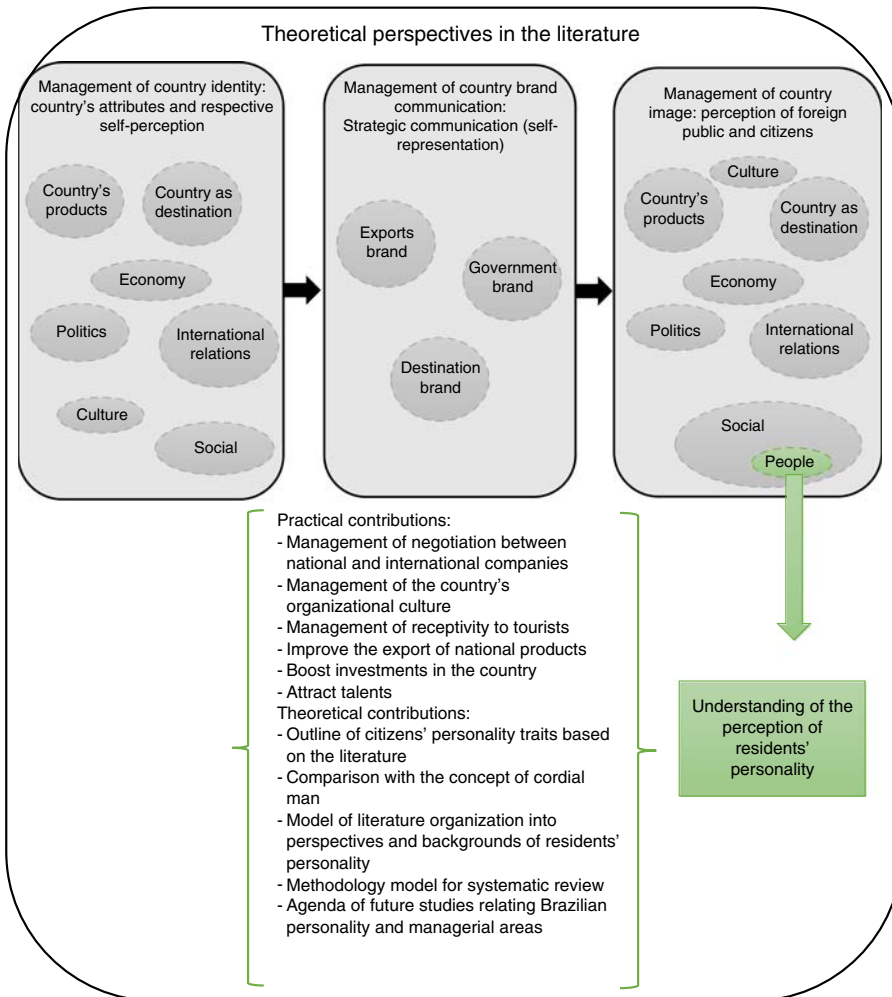 Theoretical perspectives in the literature
Management of country identity:
country's attributes and respective
self-perception
Country's
products
Country as
destination
Economy
Politics
International
relations
Culture
Social
Management of country brand
communication:
Strategic communication (self-
representation)
Exports
brand
Government
brand
Destination
brand
Management of country
image: perception of foreign
public and citizens
Culture
Country's
products
Country as
destination
Economy
Politics
International
relations
Social
People
Practical contributions:
- Management of negotiation between
national and international companies
- Management of the country's
organizational culture
- Management of receptivity to tourists
- Improve the export of national products
- Boost investments in the country
- Attract talents
Theoretical contributions:
- Outline of citizens' personality traits based
on the literature
- Comparison with the concept of cordial
man
- Model of literature organization into
perspectives and backgrounds of residents'
personality
- Methodology model for systematic review
- Agenda of future studies relating Brazilian
personality and managerial areas
Understanding of the
perception of
residents'
personality